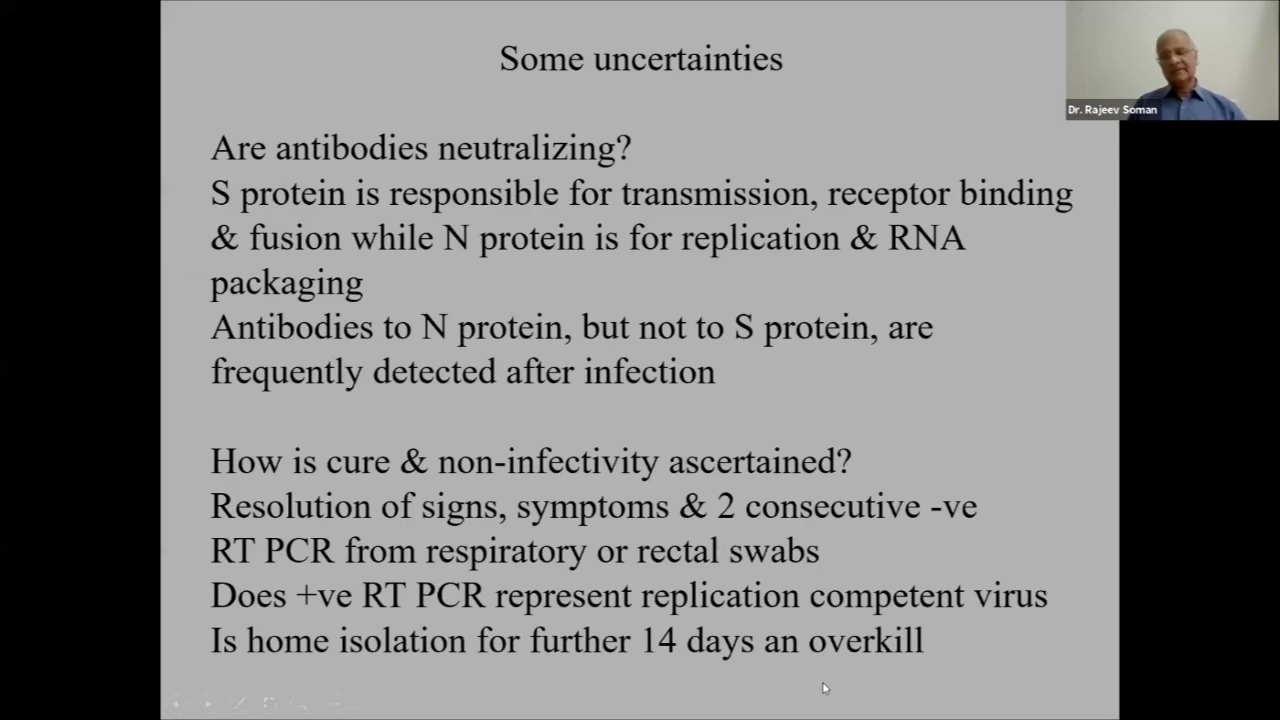 Some uncertainties
Dr. Rajeev Soman
Are antibodies neutralizing?
S protein is responsible for transmission, receptor binding
& fusion while N protein is for replication & RNA
packaging
Antibodies to N protein, but not to S protein, are
frequently detected after infection
How is cure & non-infectivity ascertained?
Resolution of signs, symptoms & 2 consecutive -ve
RT PCR from respiratory or rectal swabs
Does +ve RT PCR represent replication competent virus
Is home isolation for further 14 days an overkill